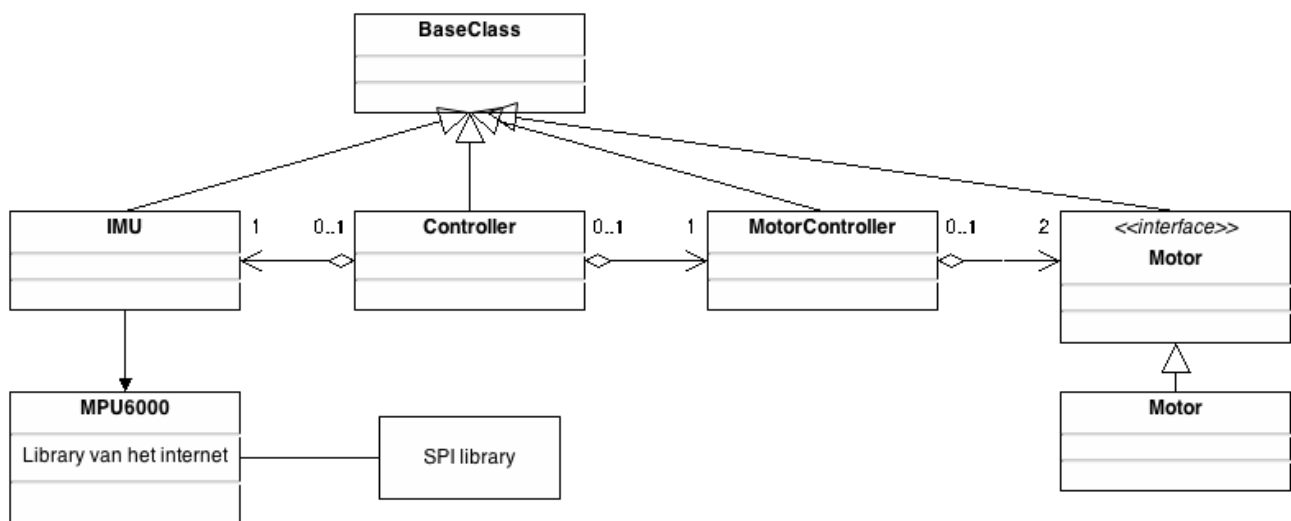 BaseClass
IMU
1
0..1
Controller
0..1
1
MotorController
0..1
2
<<interface>>
Motor
MPU6000
Library van het internet
SPI library
Motor